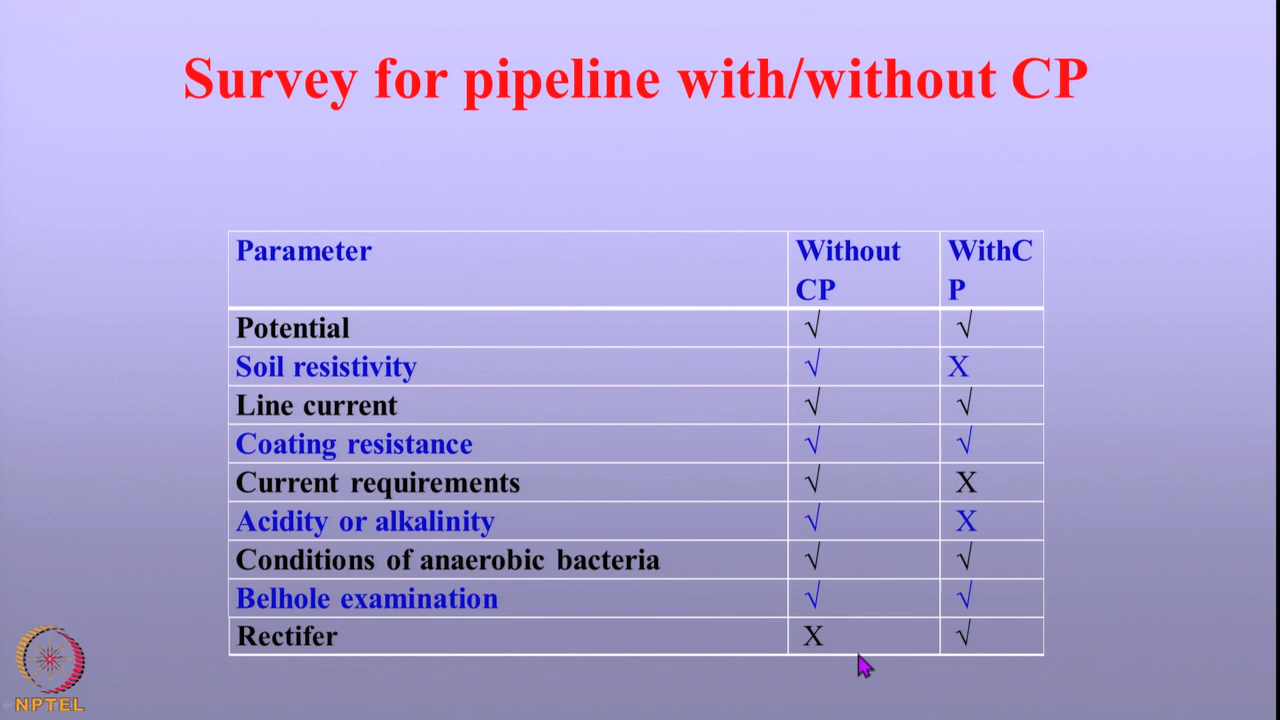 Survey for pipeline with/without CP
Parameter Without WithC
CP P
Potential √ √
Soil resistivity √ X
Line current √ √
Coating resistance √ √
Current requirements √ X
Acidity or alkalinity √ X
Conditions of anaerobic bacteria √ √
Belhole examination √ √
Rectifer X √
NPTEL